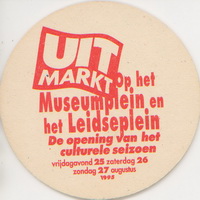 UIT
MARKT
Op het
Museumplein en
het Leidseplein
De opening van het
culturele seizoen
vrijdagavond 25 zaterdag 26
zondag 27 augustus
1995